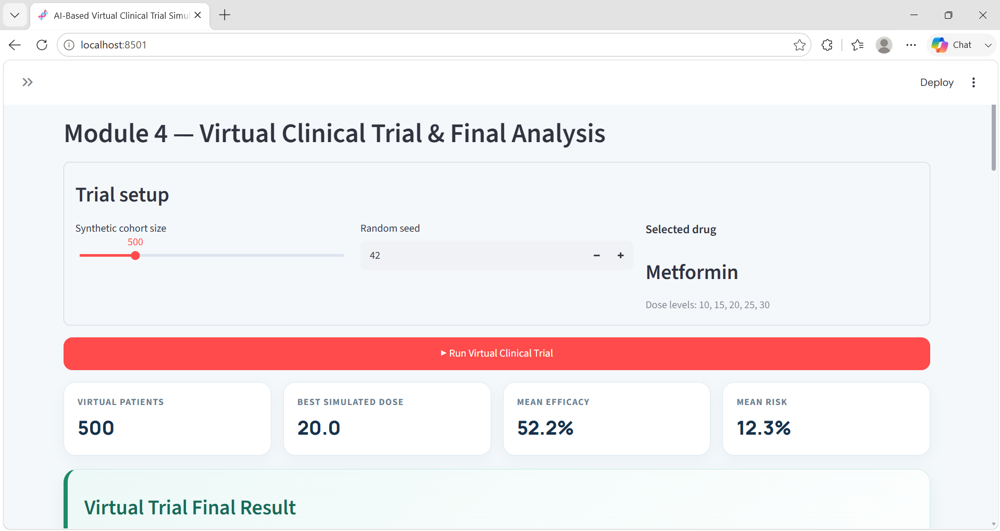 AI-Based Virtual Clinical Trial Simul
localhost:8501
Chat
Deploy
Module 4 — Virtual Clinical Trial & Final Analysis
Trial setup
Synthetic cohort size
500
Random seed
42
Selected drug
Metformin
Dose levels: 10, 15, 20, 25, 30
Run Virtual Clinical Trial
VIRTUAL PATIENTS
500
BEST SIMULATED DOSE
20.0
MEAN EFFICACY
52.2%
MEAN RISK
12.3%
Virtual Trial Final Result